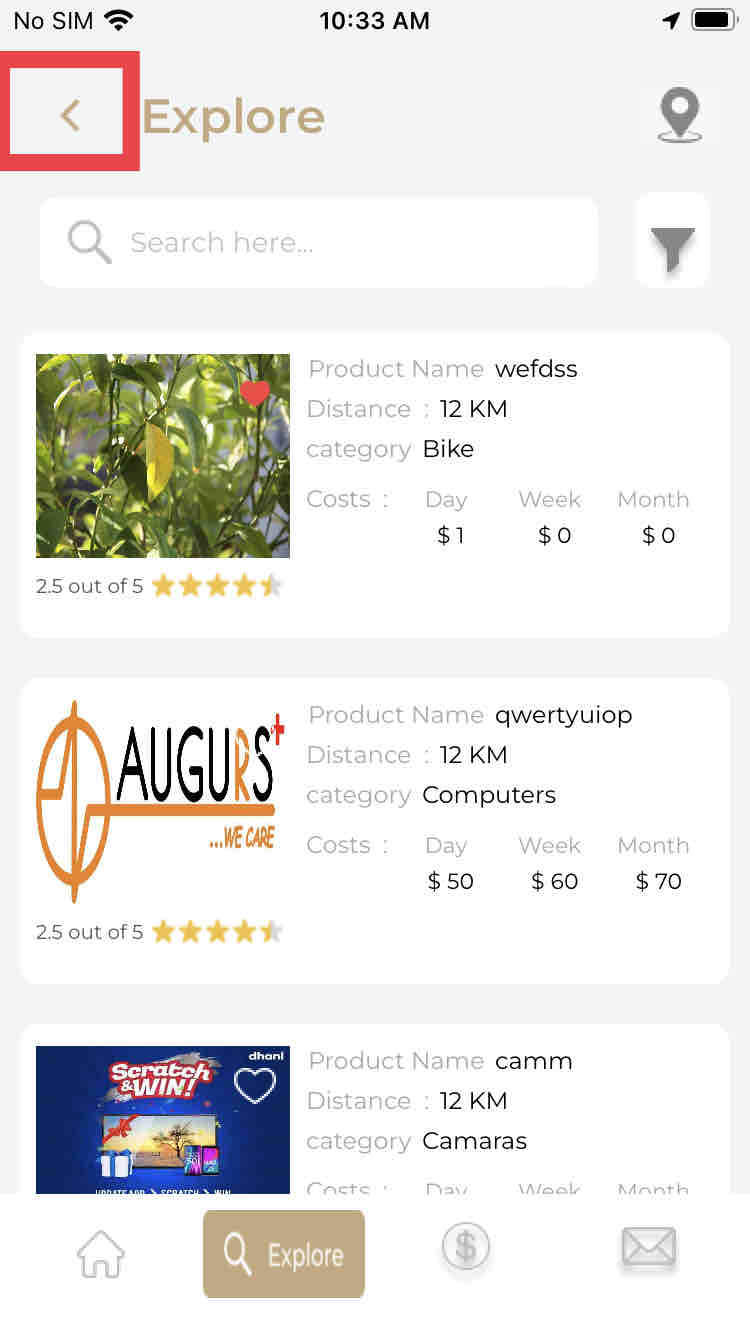 No SIM 10:33 AM
Explore
Search here...
Product Name wefdss
Distance : 12 KM
category Bike
Costs : Day Week Month
$ 1 $ 0 $ 0
2.5 out of 5
AUGURS+
...WE CARE
Product Name qwertyuiop
Distance : 12 KM
category Computers
Costs : Day Week Month
$ 50 $ 60 $ 70
2.5 out of 5
dhani
Scratch
&WIN!
UPDATE APP > SCRATCH > WIN
Product Name camm
Distance : 12 KM
category Camaras
Costs : Day Week Month
Explore
$